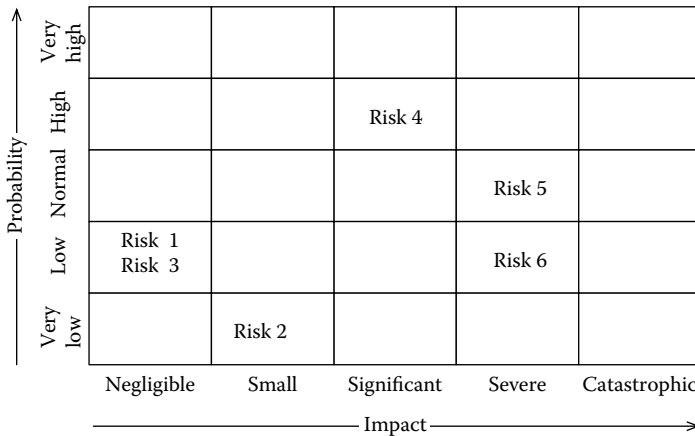 Probability
Very
high
High
Normal
Low
Very
low
Risk 4
Risk 5
Risk 1
Risk 3
Risk 6
Risk 2
Negligible
Small
Significant
Severe
Catastrophic
Impact